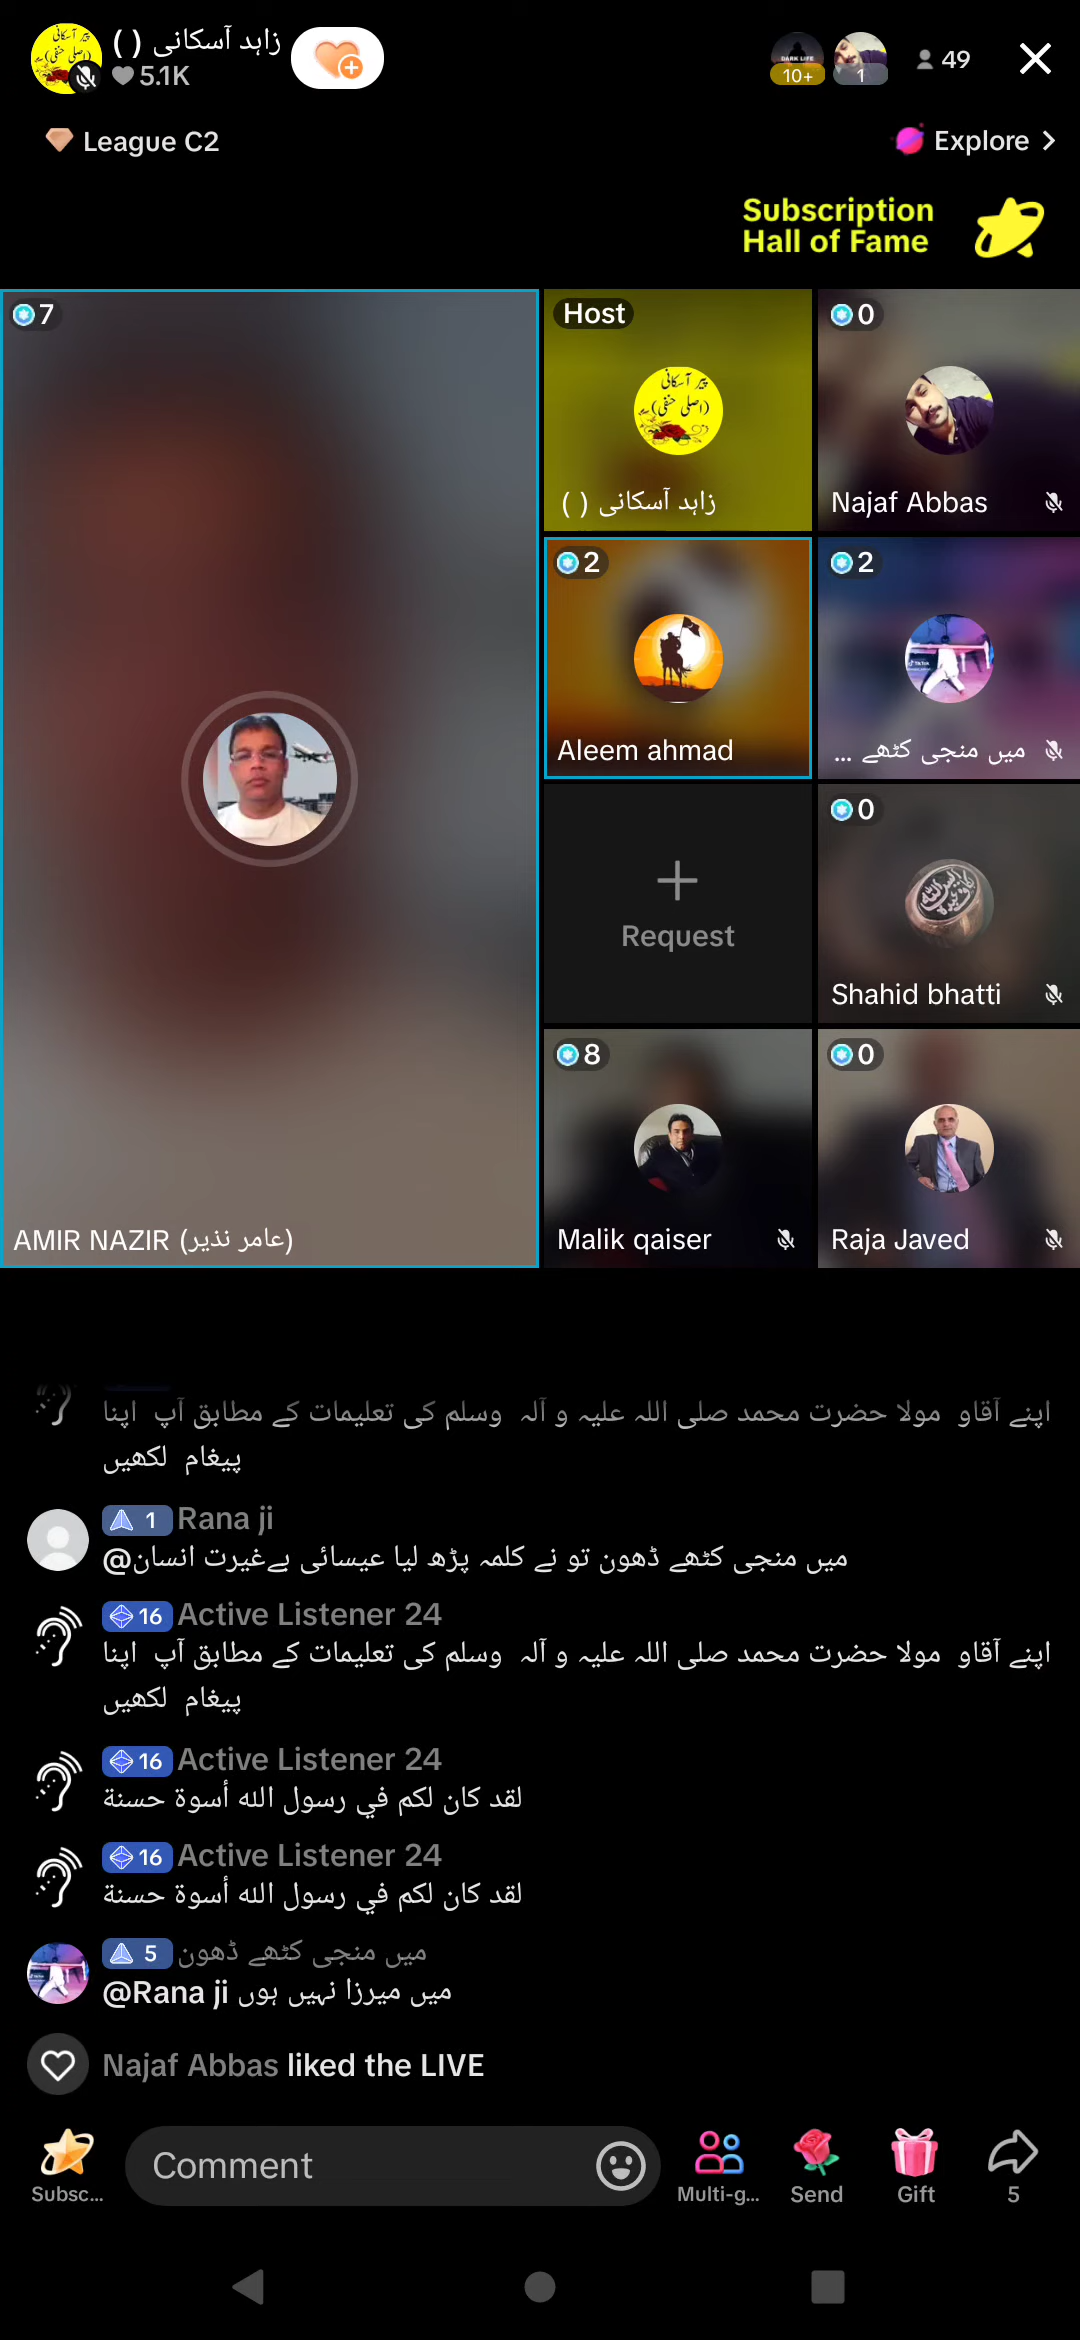 زاہد آسکانی ( )
5.1K
10+
1
49
League C2
Explore
Subscription
Hall of Fame
7
Host
پیر آسکانی
(اصلی حنفی)
زاہد آسکانی ( )
0
Najaf Abbas
2
Aleem ahmad
2
میں منجی کٹھے ...
Request
0
Shahid bhatti
8
Malik qaiser
0
Raja Javed
AMIR NAZIR (عامر نذیر)
اپنے آقاو مولا حضرت محمد صلی اللہ علیہ و آلہ وسلم کی تعلیمات کے مطابق آپ اپنا
پیغام لکھیں
1 Rana ji
@میں منجی کٹھے ڈھون تو نے کلمہ پڑھ لیا عیسائی بےغیرت انسان
16 Active Listener 24
اپنے آقاو مولا حضرت محمد صلی اللہ علیہ و آلہ وسلم کی تعلیمات کے مطابق آپ اپنا
پیغام لکھیں
16 Active Listener 24
لقد كان لكم في رسول الله أسوة حسنة
16 Active Listener 24
لقد كان لكم في رسول الله أسوة حسنة
5 میں منجی کٹھے ڈھون
@Rana ji میں میرزا نہیں ہوں
Najaf Abbas liked the LIVE
Comment
Subsc...
Multi-g...
Send
Gift
5